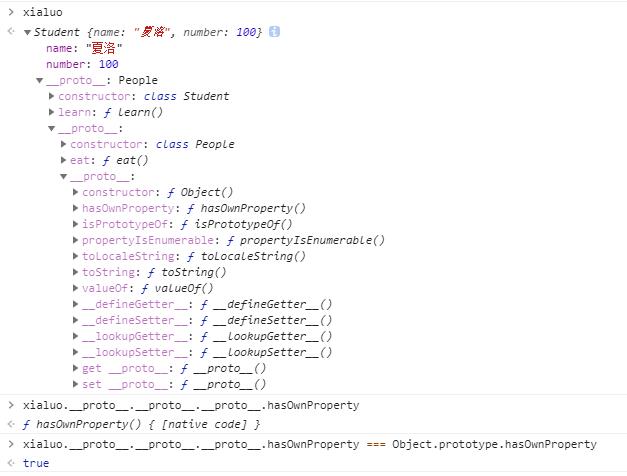 xialuo
Student {name: "夏洛", number: 100}
name: "夏洛"
number: 100
__proto__: People
constructor: class Student
learn: ƒ learn()
__proto__:
constructor: class People
eat: ƒ eat()
__proto__:
constructor: ƒ Object()
hasOwnProperty: ƒ hasOwnProperty()
isPrototypeOf: ƒ isPrototypeOf()
propertyIsEnumerable: ƒ propertyIsEnumerable()
toLocaleString: ƒ toLocaleString()
toString: ƒ toString()
valueOf: ƒ valueOf()
__defineGetter__: ƒ __defineGetter__()
__defineSetter__: ƒ __defineSetter__()
__lookupGetter__: ƒ __lookupGetter__()
__lookupSetter__: ƒ __lookupSetter__()
get __proto__: ƒ __proto__()
set __proto__: ƒ __proto__()
xialuo.__proto__.__proto__.__proto__.hasOwnProperty
ƒ hasOwnProperty() { [native code] }
xialuo.__proto__.__proto__.__proto__.hasOwnProperty === Object.prototype.hasOwnProperty
true